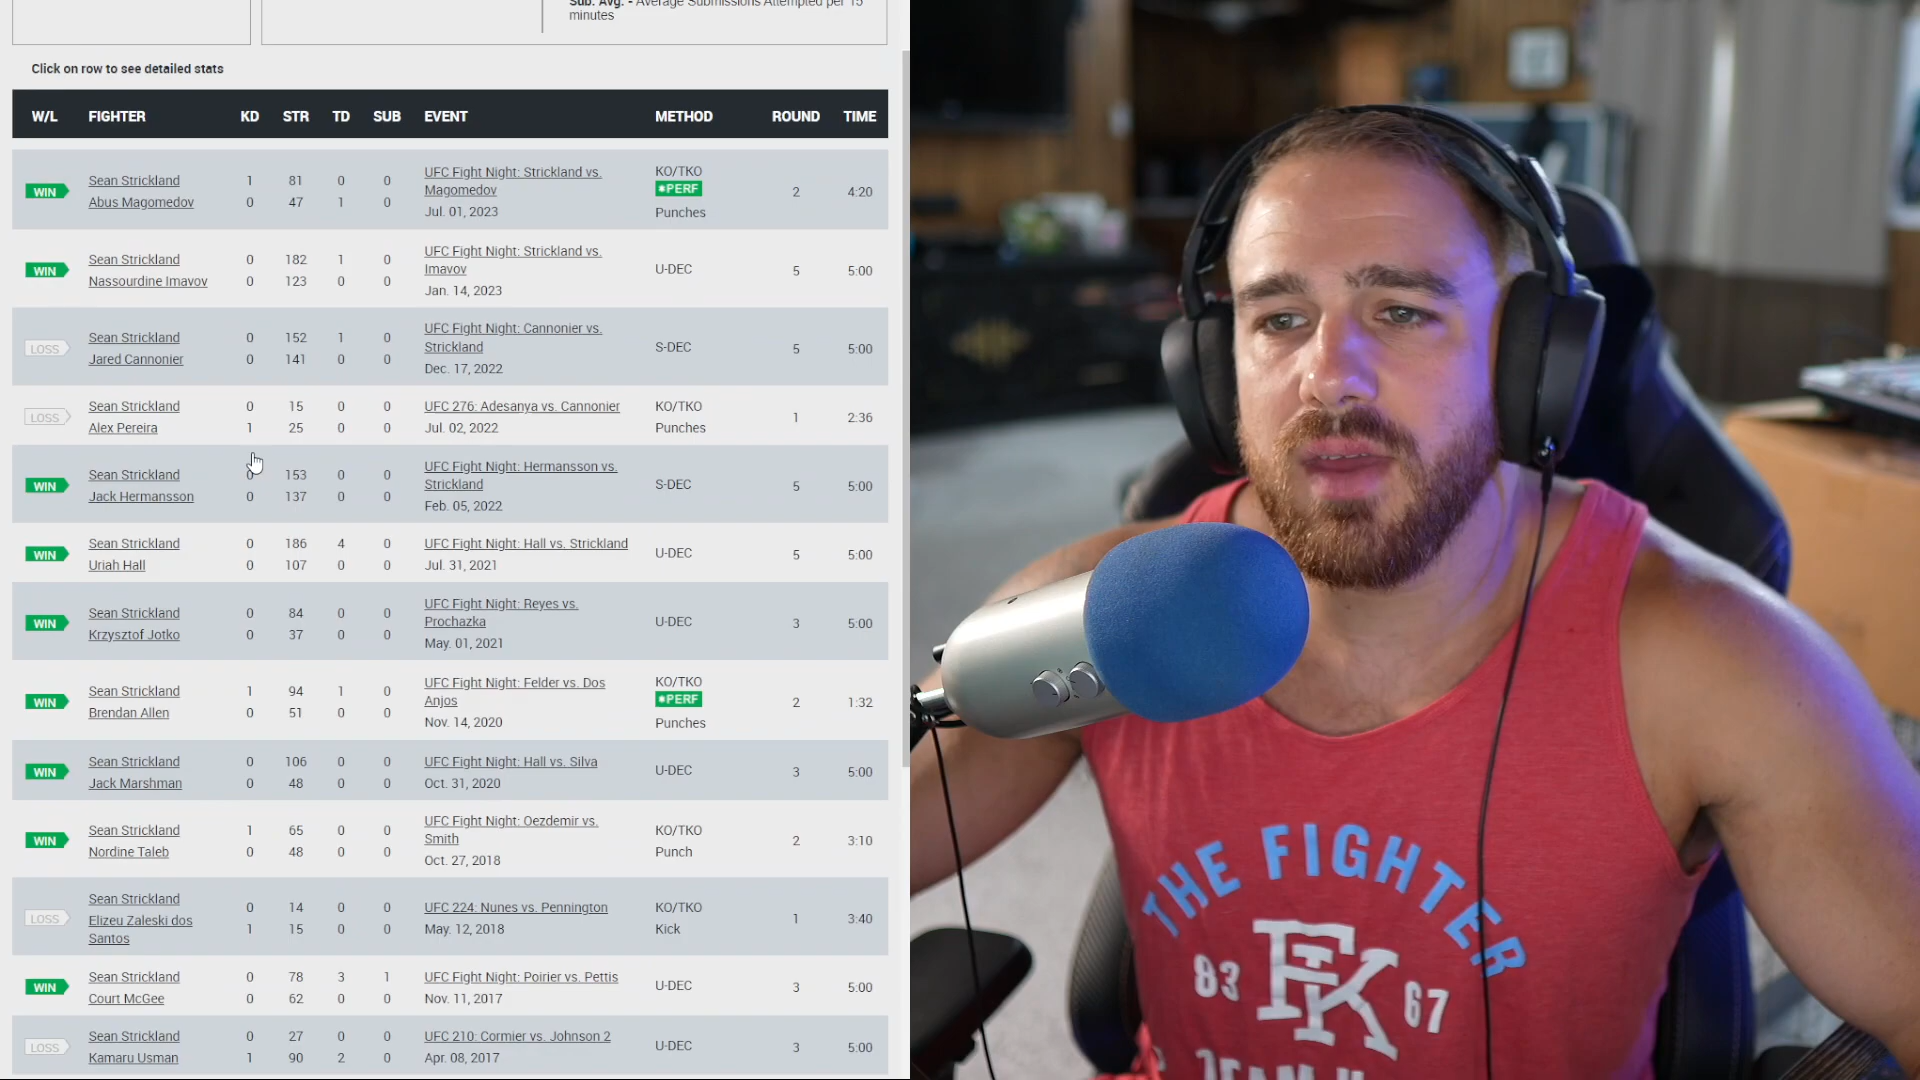 Sub. Avg. - Average Submissions Attempted per 15
minutes
Click on row to see detailed stats
W/L FIGHTER KD STR TD SUB EVENT METHOD ROUND TIME
WIN
Sean Strickland 1 81 0 0
Abus Magomedov 0 47 1 0
UFC Fight Night: Strickland vs.
Magomedov
Jul. 01, 2023
KO/TKO
*PERF
Punches
2 4:20
WIN
Sean Strickland 0 182 1 0
Nassourdine Imavov 0 123 0 0
UFC Fight Night: Strickland vs.
Imavov
Jan. 14, 2023
U-DEC 5 5:00
LOSS
Sean Strickland 0 152 1 0
Jared Cannonier 0 141 0 0
UFC Fight Night: Cannonier vs.
Strickland
Dec. 17, 2022
S-DEC 5 5:00
LOSS
Sean Strickland 0 15 0 0
Alex Pereira 1 25 0 0
UFC 276: Adesanya vs. Cannonier
Jul. 02, 2022
KO/TKO
Punches
1 2:36
WIN
Sean Strickland 0 153 0 0
Jack Hermansson 0 137 0 0
UFC Fight Night: Hermansson vs.
Strickland
Feb. 05, 2022
S-DEC 5 5:00
WIN
Sean Strickland 0 186 4 0
Uriah Hall 0 107 0 0
UFC Fight Night: Hall vs. Strickland
Jul. 31, 2021
U-DEC 5 5:00
WIN
Sean Strickland 0 84 0 0
Krzysztof Jotko 0 37 0 0
UFC Fight Night: Reyes vs.
Prochazka
May. 01, 2021
U-DEC 3 5:00
WIN
Sean Strickland 1 94 1 0
Brendan Allen 0 51 0 0
UFC Fight Night: Felder vs. Dos
Anjos
Nov. 14, 2020
KO/TKO
*PERF
Punches
2 1:32
WIN
Sean Strickland 0 106 0 0
Jack Marshman 0 48 0 0
UFC Fight Night: Hall vs. Silva
Oct. 31, 2020
U-DEC 3 5:00
WIN
Sean Strickland 1 65 0 0
Nordine Taleb 0 48 0 0
UFC Fight Night: Oezdemir vs.
Smith
Oct. 27, 2018
KO/TKO
Punch
2 3:10
LOSS
Sean Strickland 0 14 0 0
Elizeu Zaleski dos
Santos 1 15 0 0
UFC 224: Nunes vs. Pennington
May. 12, 2018
KO/TKO
Kick
1 3:40
WIN
Sean Strickland 0 78 3 1
Court McGee 0 62 0 0
UFC Fight Night: Poirier vs. Pettis
Nov. 11, 2017
U-DEC 3 5:00
LOSS
Sean Strickland 0 27 0 0
Kamaru Usman 1 90 2 0
UFC 210: Cormier vs. Johnson 2
Apr. 08, 2017
U-DEC 3 5:00
THE FIGHTER
83 FK 67